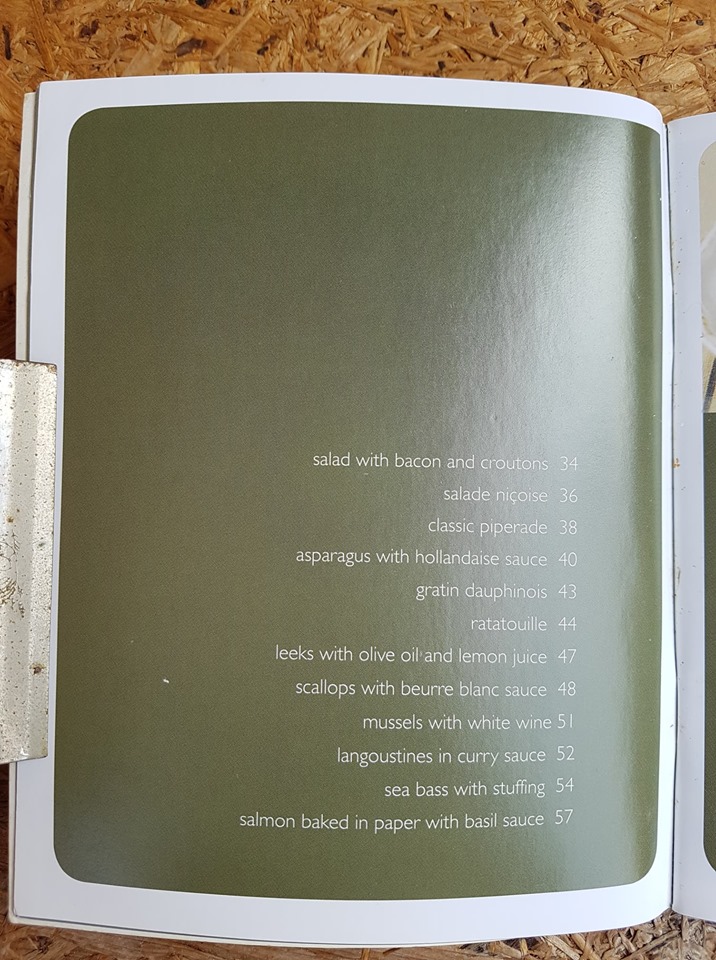 salad with bacon and croutons 34
salade niçoise 36
classic piperade 38
asparagus with hollandaise sauce 40
gratin dauphinois 43
ratatouille 44
leeks with olive oil and lemon juice 47
scallops with beurre blanc sauce 48
mussels with white wine 51
langoustines in curry sauce 52
sea bass with stuffing 54
salmon baked in paper with basil sauce 57